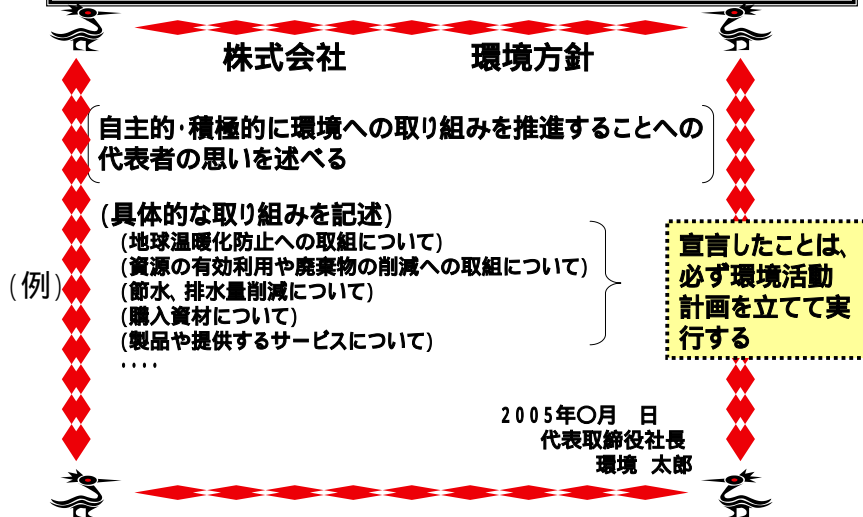 株式会社 環境方針
自主的・積極的に環境への取り組みを推進することへの
代表者の思いを述べる
(具体的な取り組みを記述)
(地球温暖化防止への取組について)
(資源の有効利用や廃棄物の削減への取組について)
(例)
(節水、排水量削減について)
(購入資材について)
(製品や提供するサービスについて)
・・・・
宣言したことは、
必ず環境活動
計画を立てて実
行する
2005年〇月 日
代表取締役社長
環境 太郎